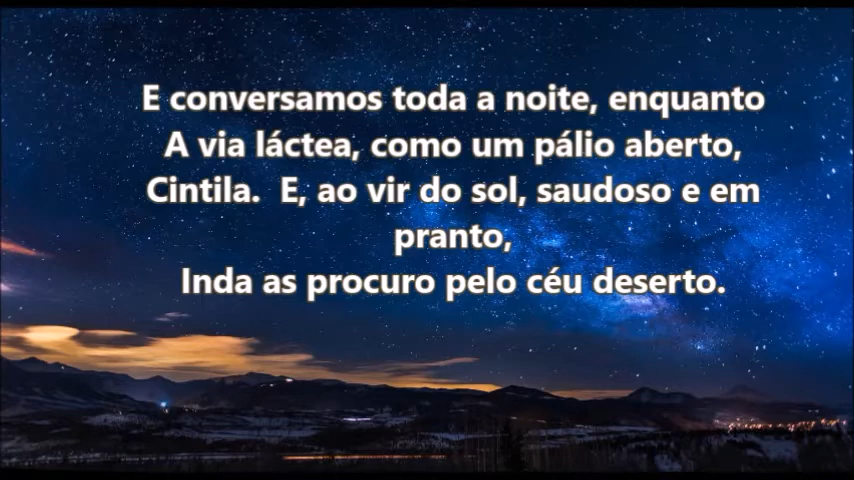 E conversamos toda a noite, enquanto
A via láctea, como um pálio aberto,
Cintila.  E, ao vir do sol, saudoso e em
pranto,
Inda as procuro pelo céu deserto.